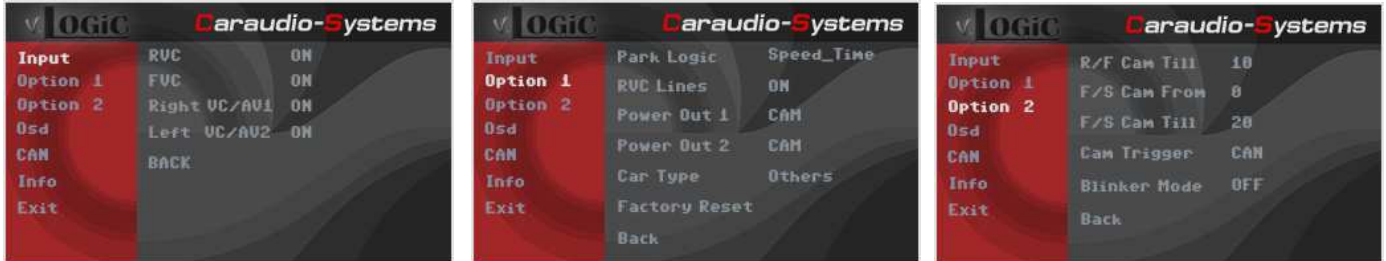 v.LOGiC Caraudio-Systems
Input RVC ON
Option 1 FVC ON
Option 2 Right VC/AV1 ON
Osd Left VC/AV2 ON
CAN BACK
Info
Exit
v.LOGiC Caraudio-Systems
Input Park Logic Speed_Time
Option 1 RVC Lines ON
Option 2 Power Out 1 CAM
Osd Power Out 2 CAM
CAN Car Type Others
Info Factory Reset
Exit Back
v.LOGiC Caraudio-Systems
Input R/F Cam Till 10
Option 1 F/S Cam From 0
Option 2 F/S Cam Till 20
Osd Cam Trigger CAN
CAN Blinker Mode OFF
Info Back
Exit